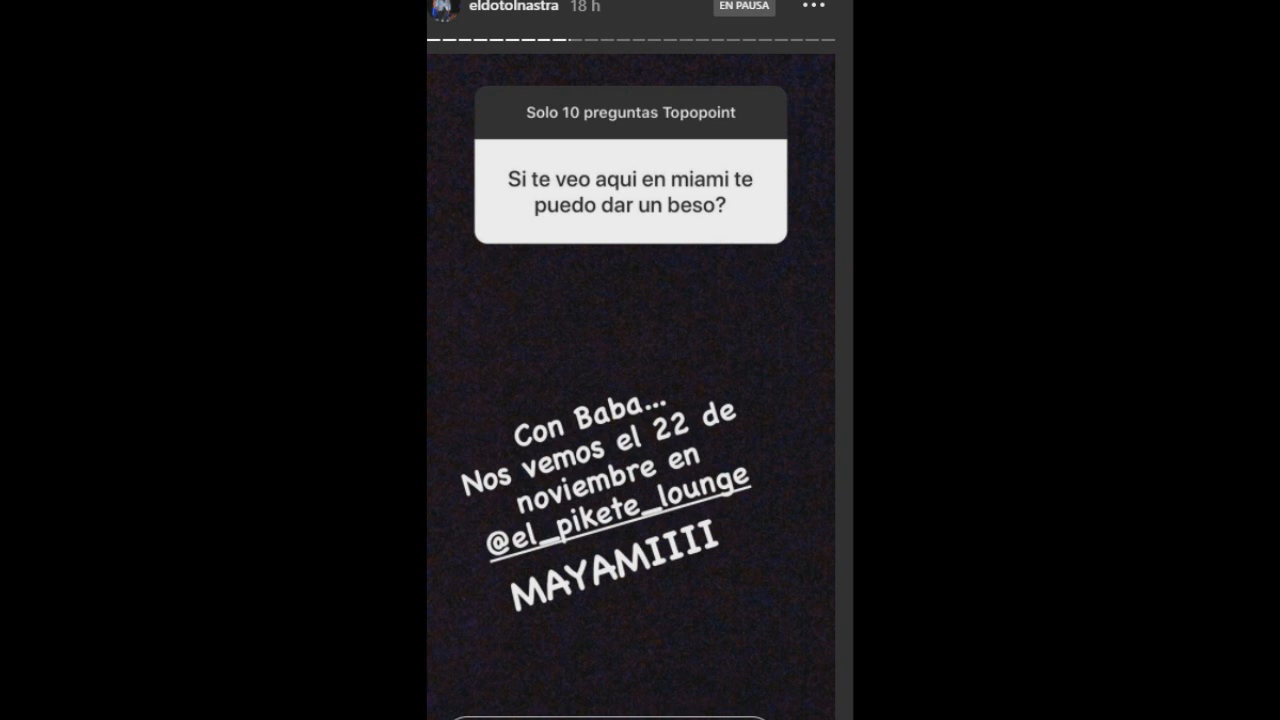 eldotolnastra 18 h EN PAUSA
Solo 10 preguntas Topopoint
Si te veo aqui en miami te
puedo dar un beso?
Con Baba...
Nos vemos el 22 de
noviembre en
@el_pikete_lounge
MAYAMIIII